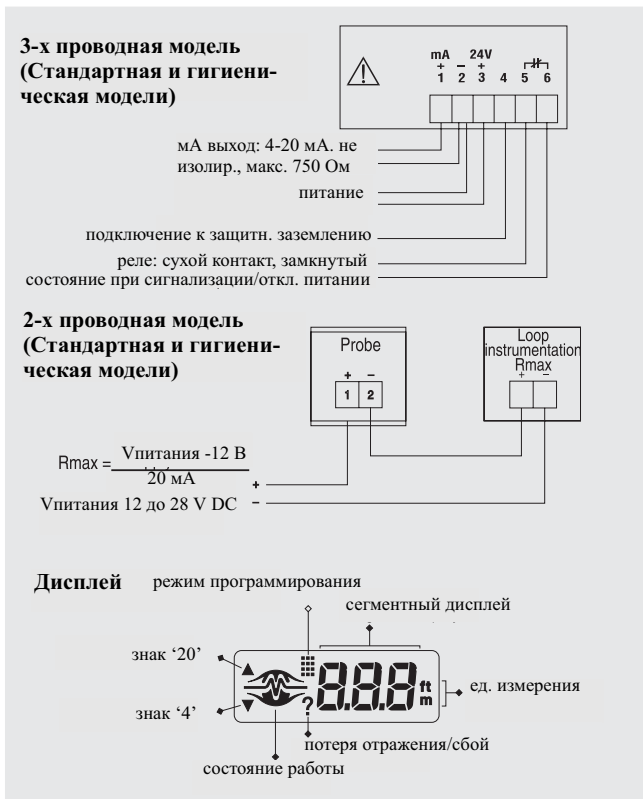 3-х проводная модель
(Стандартная и гигиени-
ческая модели)
mA 24V
+ – +
1 2 3 4 5 6
мА выход: 4-20 мА. не
изолир., макс. 750 Ом
питание
подключение к защитн. заземлению
реле: сухой контакт, замкнутый
состояние при сигнализации/откл. питании
2-х проводная модель
(Стандартная и гигиени-
ческая модели)
Probe
+ –
1 2
Loop
instrumentation
Rmax
+ –
Rmax = Vпитания -12 В
20 мА
+
Vпитания 12 до 28 V DC –
Дисплей режим программирования
сегментный дисплей
знак ‘20’
8.8.8 ft
m
ед. измерения
знак ‘4’
?
потеря отражения/сбой
состояние работы